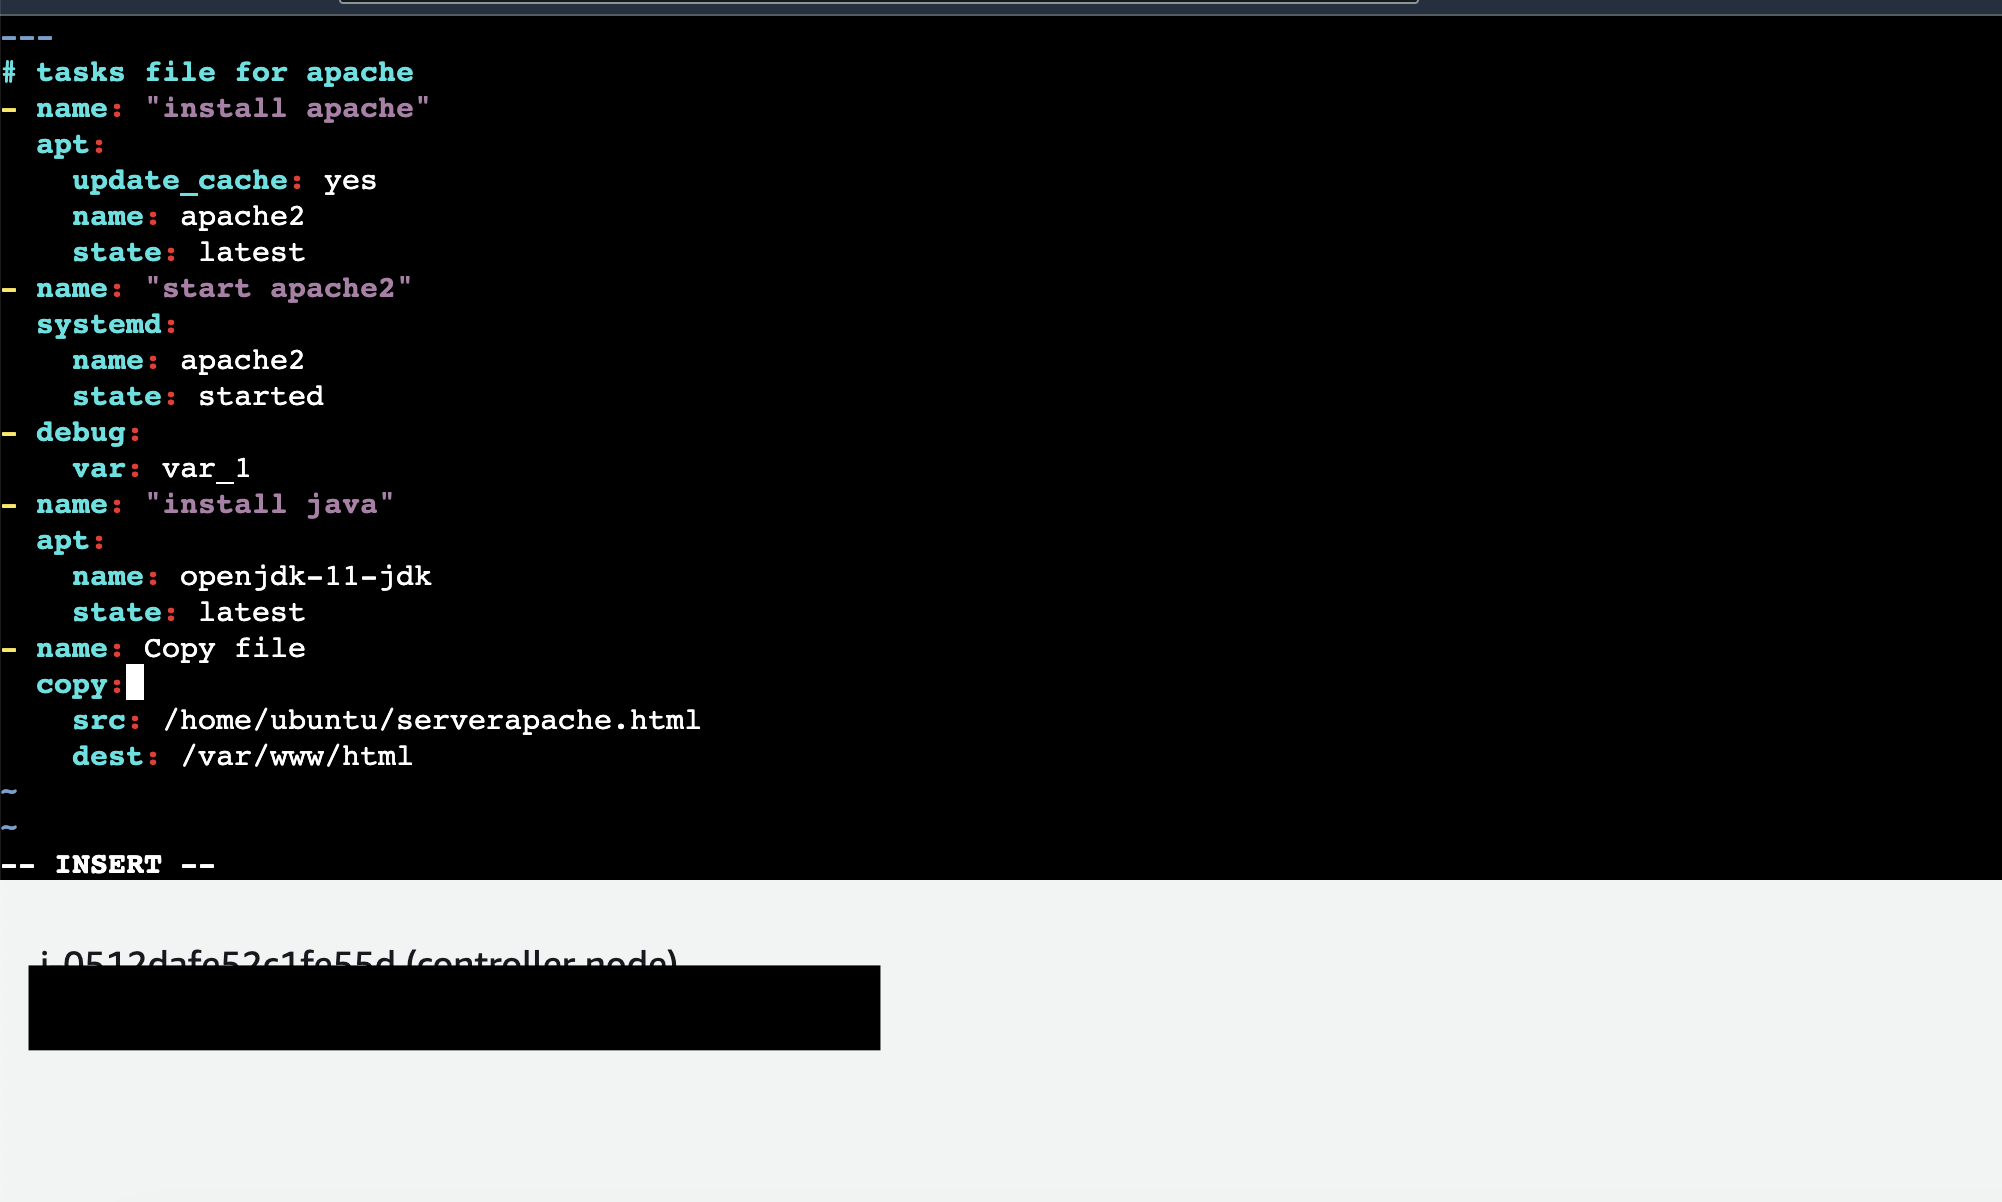 ---
# tasks file for apache
- name: "install apache"
  apt:
    update_cache: yes
    name: apache2
    state: latest
- name: "start apache2"
  systemd:
    name: apache2
    state: started
- debug:
    var: var_1
- name: "install java"
  apt:
    name: openjdk-11-jdk
    state: latest
- name: Copy file
  copy:
    src: /home/ubuntu/serverapache.html
    dest: /var/www/html
~
~
-- INSERT --
i-0512dafe52c1fe55d (controller node)